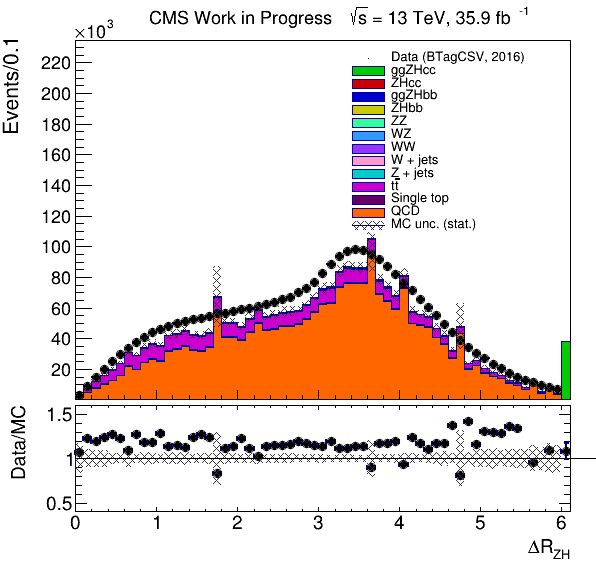 CMS Work in Progress √s = 13 TeV, 35.9 fb -1
×10³
Events/0.1
220
200
180
160
140
120
100
80
60
40
20
Data (BTagCSV, 2016)
ggZHcc
ZHcc
ggZHbb
ZHbb
ZZ
WZ
WW
W + jets
Z + jets
tt̅
Single top
QCD
MC unc. (stat.)
Data/MC
1.5
1
0.5
0 1 2 3 4 5 6
ΔR_ZH